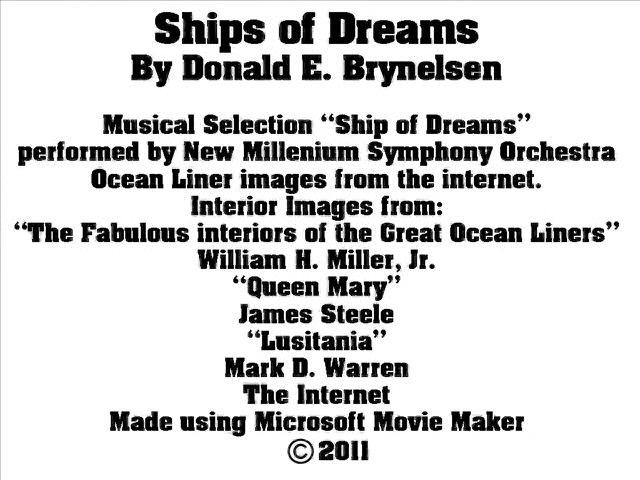 Ships of Dreams
By Donald E. Brynelsen
Musical Selection “Ship of Dreams”
performed by New Millenium Symphony Orchestra
Ocean Liner images from the internet.
Interior Images from:
“The Fabulous interiors of the Great Ocean Liners”
William H. Miller, Jr.
“Queen Mary”
James Steele
“Lusitania”
Mark D. Warren
The Internet
Made using Microsoft Movie Maker
©2011